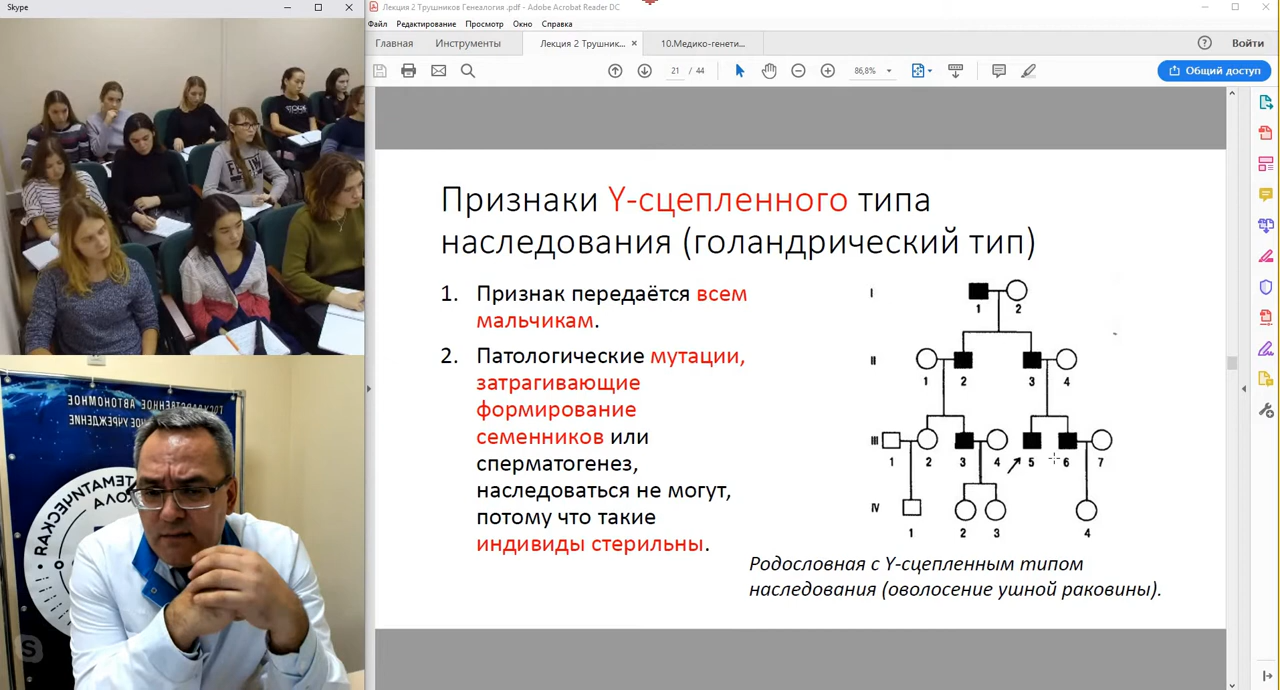 Skype
Лекция 2 Трушников Генеалогия .pdf - Adobe Acrobat Reader DC
Файл Редактирование Просмотр Окно Справка
Главная Инструменты Лекция 2 Трушник... × 10.Медико-генети... Войти
21 / 44 86,8% Общий доступ
Признаки Y-сцепленного типа
наследования (голандрический тип)
1. Признак передаётся всем
мальчикам.
2. Патологические мутации,
затрагивающие
формирование
семенников или
сперматогенез,
наследоваться не могут,
потому что такие
индивиды стерильны.
I
1 2
II
1 2 3 4
III
1 2 3 4 5 6 7
IV
1 2 3 4
Родословная с Y-сцепленным типом
наследования (оволосение ушной раковины).
ГОСУДАРСТВЕННОЕ АВТОНОМНОЕ
УЧРЕЖДЕНИЕ